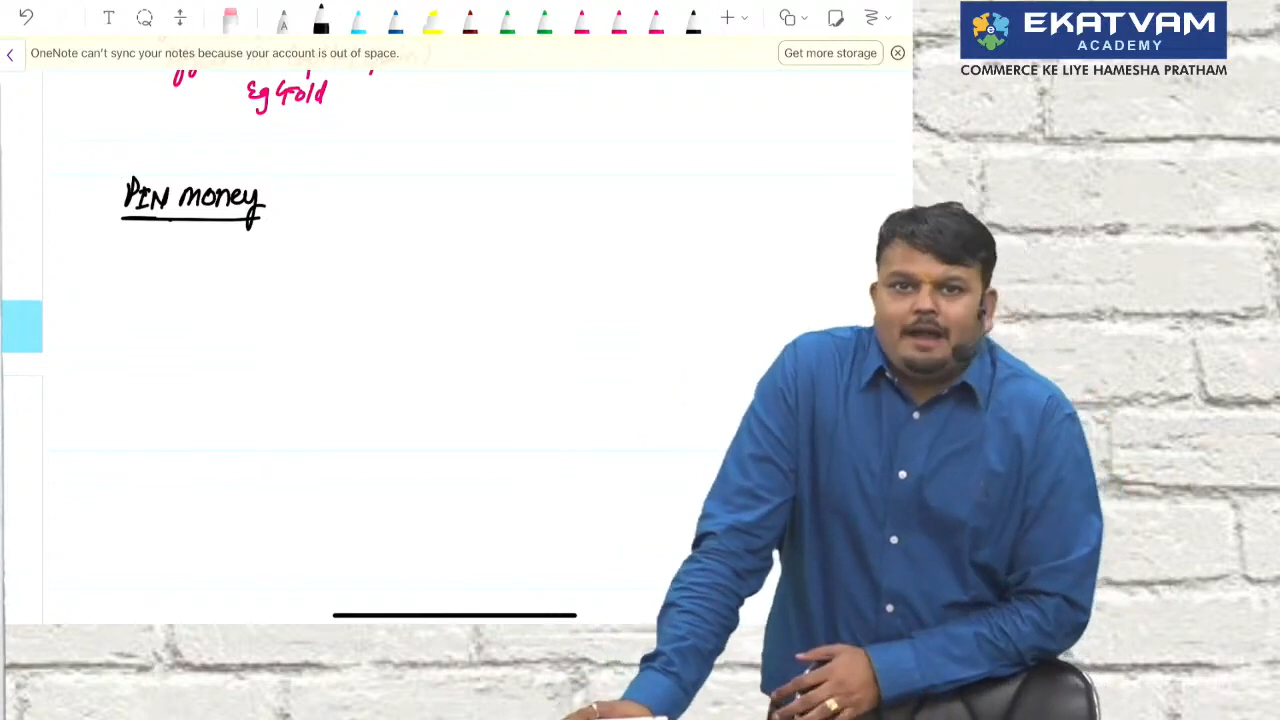 T
A
EKATVAM
ACADEMY
COMMERCE KE LIYE HAMESHA PRATHAM
OneNote can't sync your notes because your account is out of space.
Get more storage
Eg Gold
PIN money